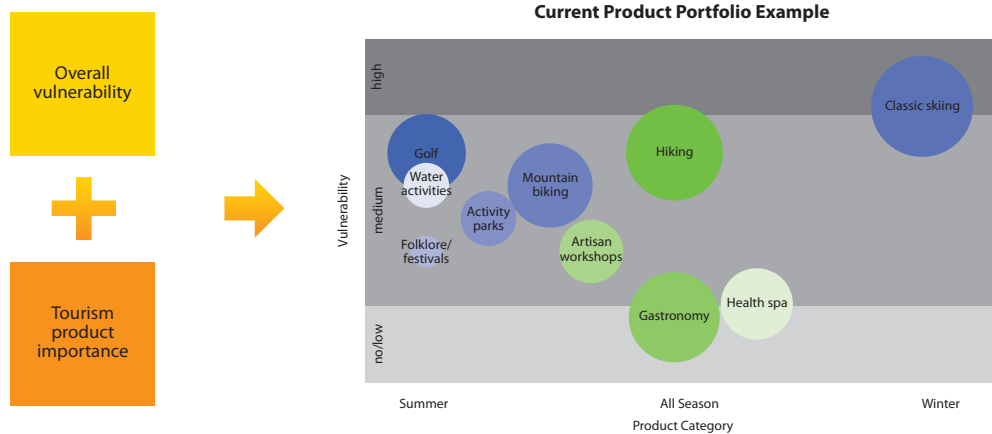 Overall
vulnerability
Tourism
product
importance
Current Product Portfolio Example
Vulnerability
high
medium
no/low
Classic skiing
Golf
Hiking
Water
activities
Mountain
biking
Activity
parks
Folklore/
festivals
Artisan
workshops
Gastronomy
Health spa
Summer
All Season
Winter
Product Category